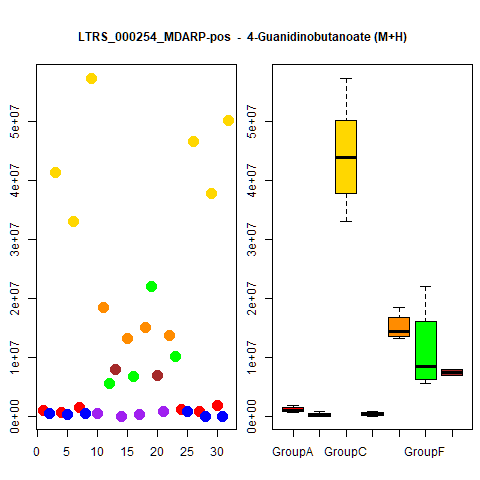 LTRS_000254_MDARP-pos - 4-Guanidinobutanoate (M+H)
5e+07
4e+07
3e+07
2e+07
1e+07
0e+00
0 5 10 15 20 25 30
5e+07
4e+07
3e+07
2e+07
1e+07
0e+00
GroupA GroupC GroupF